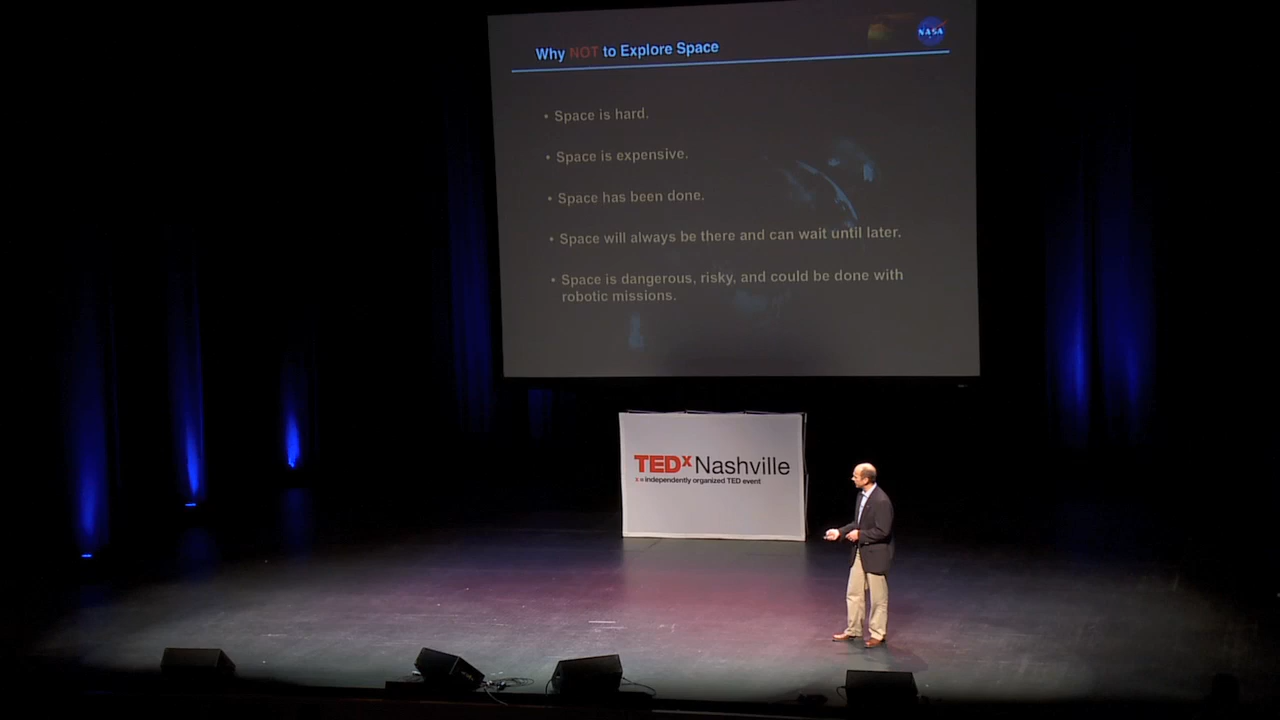 NASA
Why NOT to Explore Space
• Space is hard.
• Space is expensive.
• Space has been done.
• Space will always be there and can wait until later.
• Space is dangerous, risky, and could be done with
robotic missions.
TEDx Nashville
x = independently organized TED event